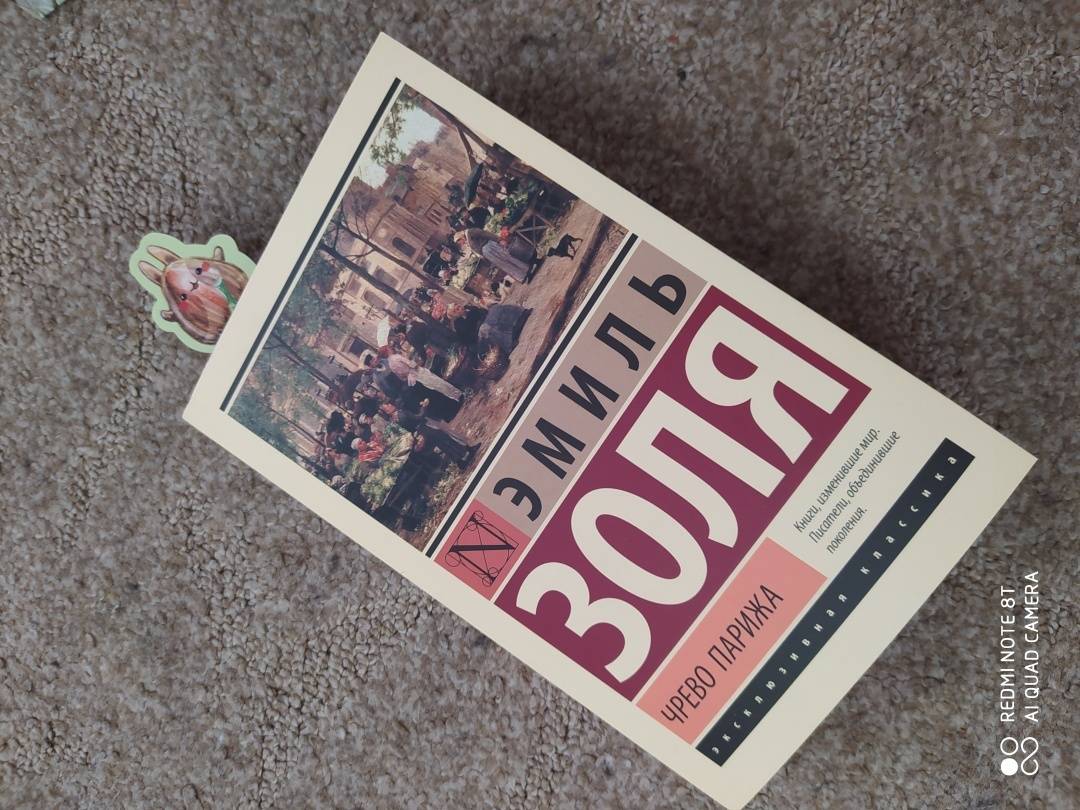 N
ЭМИЛЬ
ЗОЛЯ
ЧРЕВО ПАРИЖА
Книги, изменившие мир.
Писатели, объединившие
поколения.
эксклюзивная классика
REDMI NOTE 8T
AI QUAD CAMERA